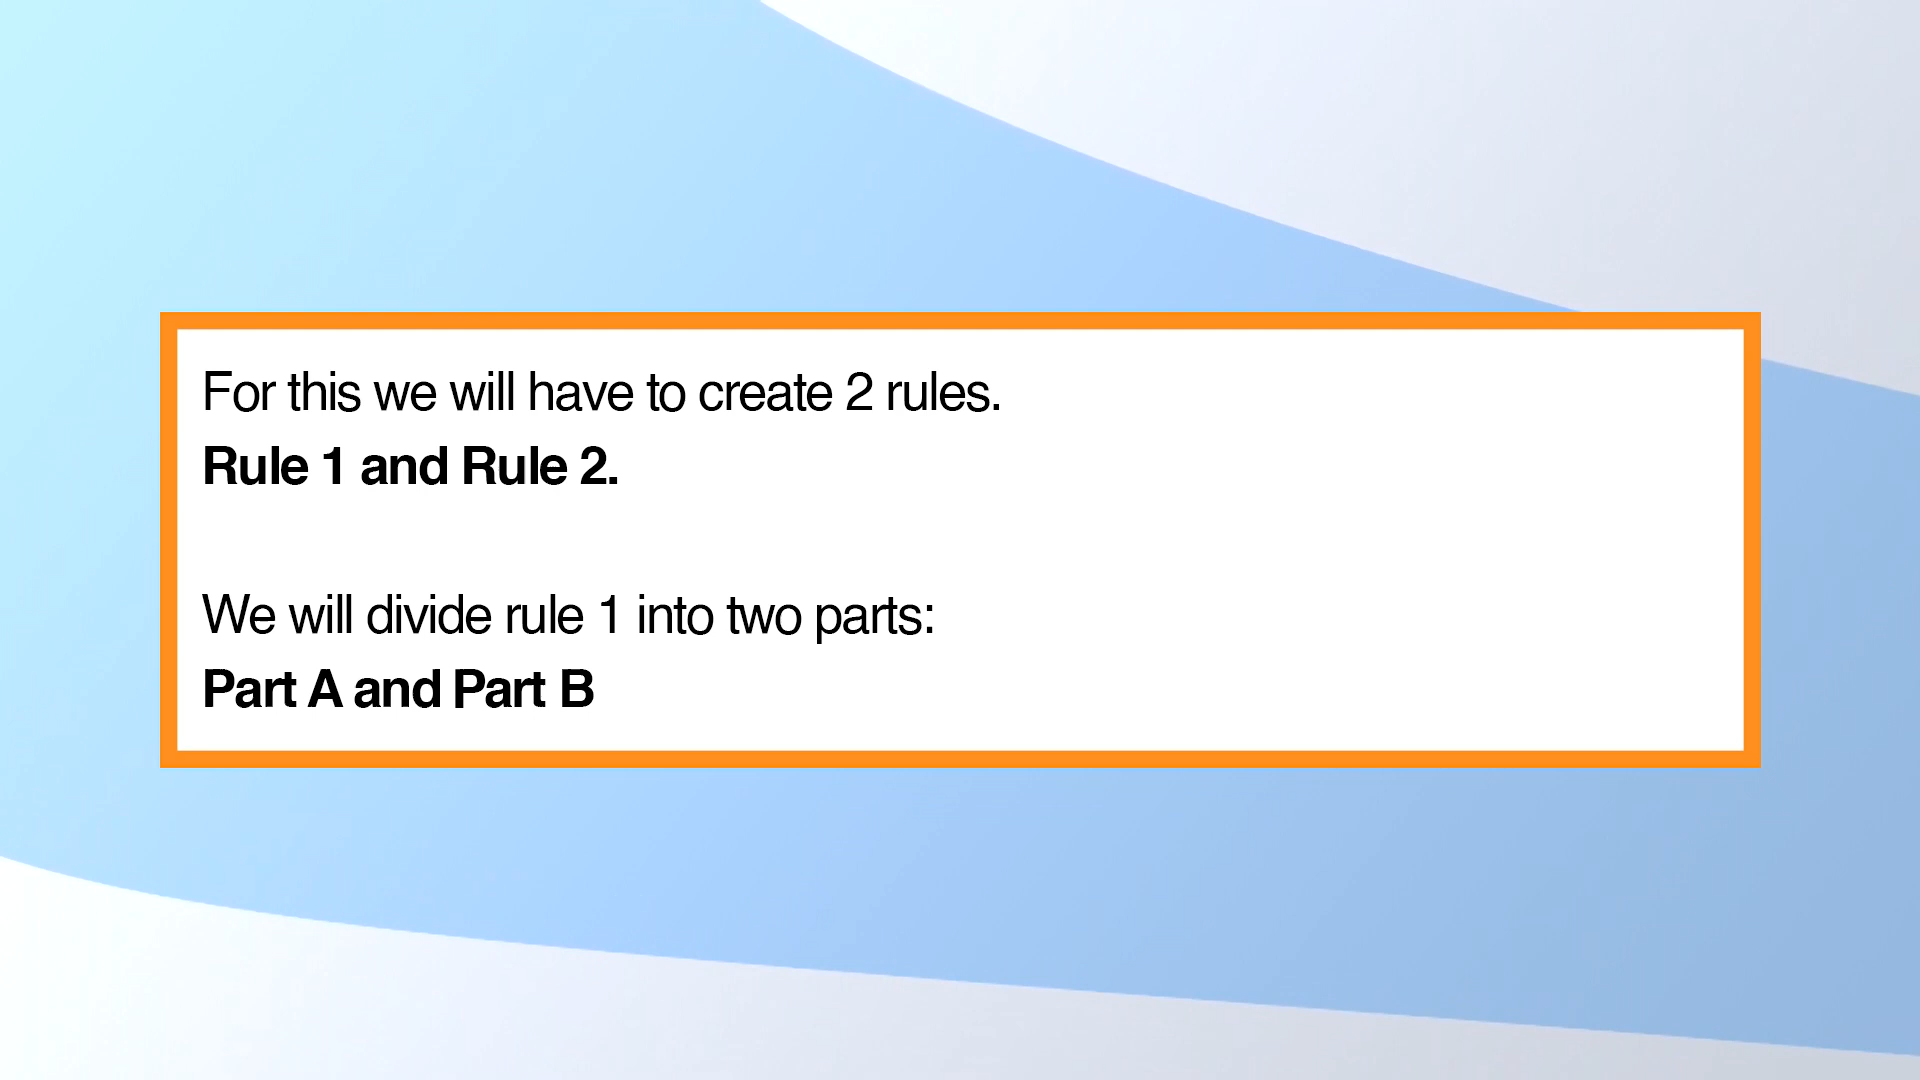 For this we will have to create 2 rules.
Rule 1 and Rule 2.
We will divide rule 1 into two parts:
Part A and Part B